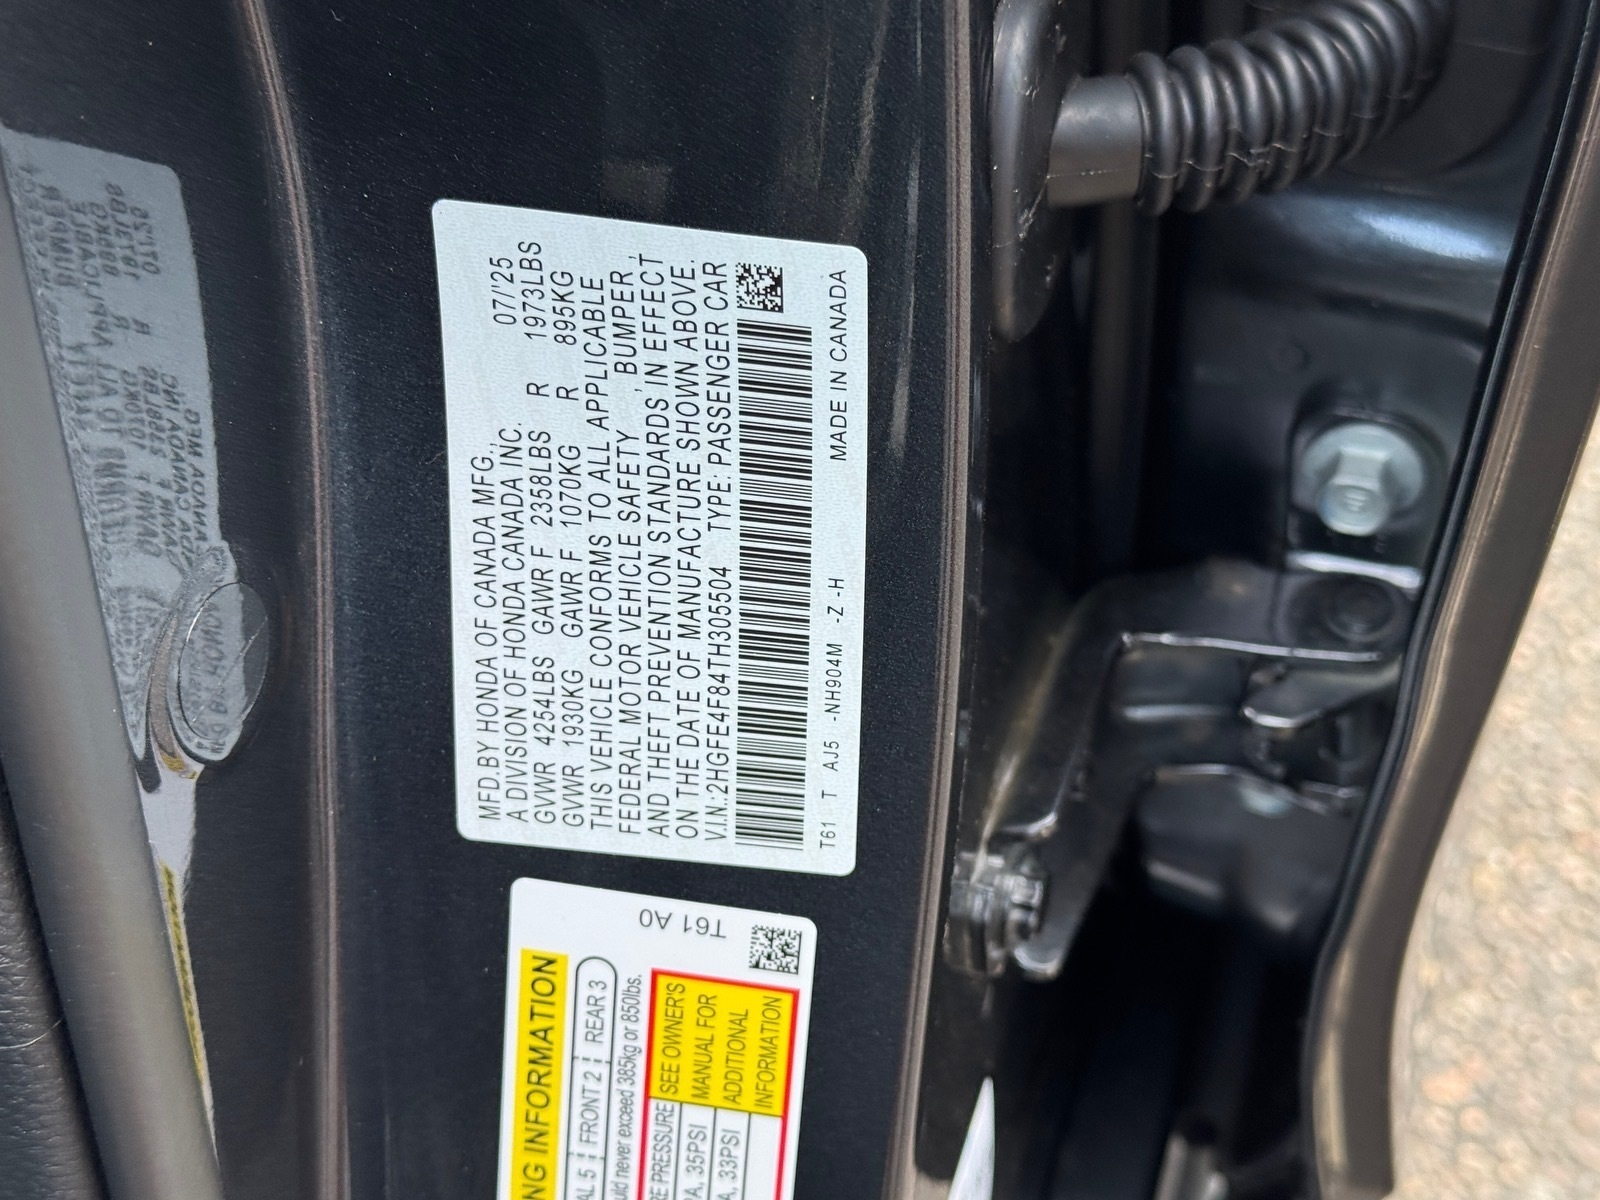 MFD.BY HONDA OF CANADA MFG., 07/'25
A DIVISION OF HONDA CANADA INC.
GVWR 4254LBS GAWR F 2358LBS R 1973LBS
GVWR 1930KG GAWR F 1070KG R 895KG
THIS VEHICLE CONFORMS TO ALL APPLICABLE
FEDERAL MOTOR VEHICLE SAFETY , BUMPER ,
AND THEFT PREVENTION STANDARDS IN EFFECT
ON THE DATE OF MANUFACTURE SHOWN ABOVE.
V.I.N.:2HGFE4F84TH305504 TYPE: PASSENGER CAR
T61 T AJ5 -NH904M -Z -H MADE IN CANADA
T61 A0
INFORMATION
5 FRONT 2 REAR 3
never exceed 385kg or 850lbs.
PRESSURE
35PSI
33PSI
SEE OWNER'S
MANUAL FOR
ADDITIONAL
INFORMATION